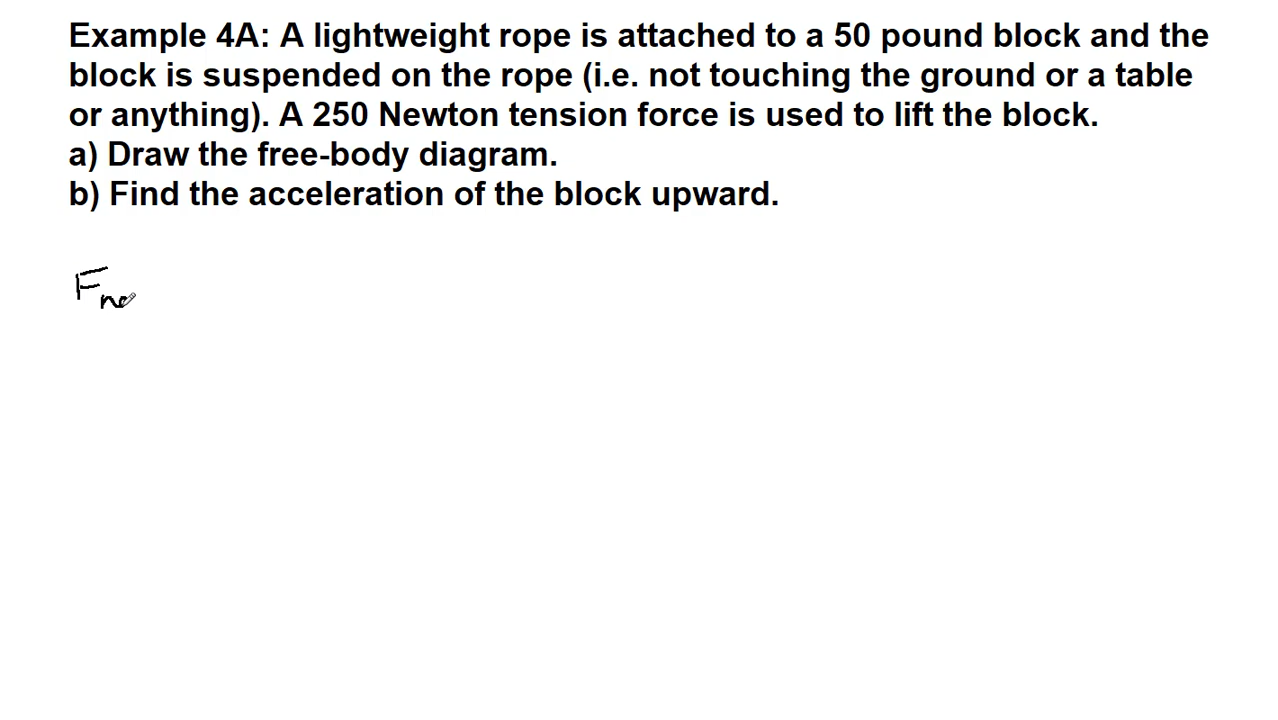 Example 4A: A lightweight rope is attached to a 50 pound block and the
block is suspended on the rope (i.e. not touching the ground or a table
or anything). A 250 Newton tension force is used to lift the block.
a) Draw the free-body diagram.
b) Find the acceleration of the block upward.
Fne